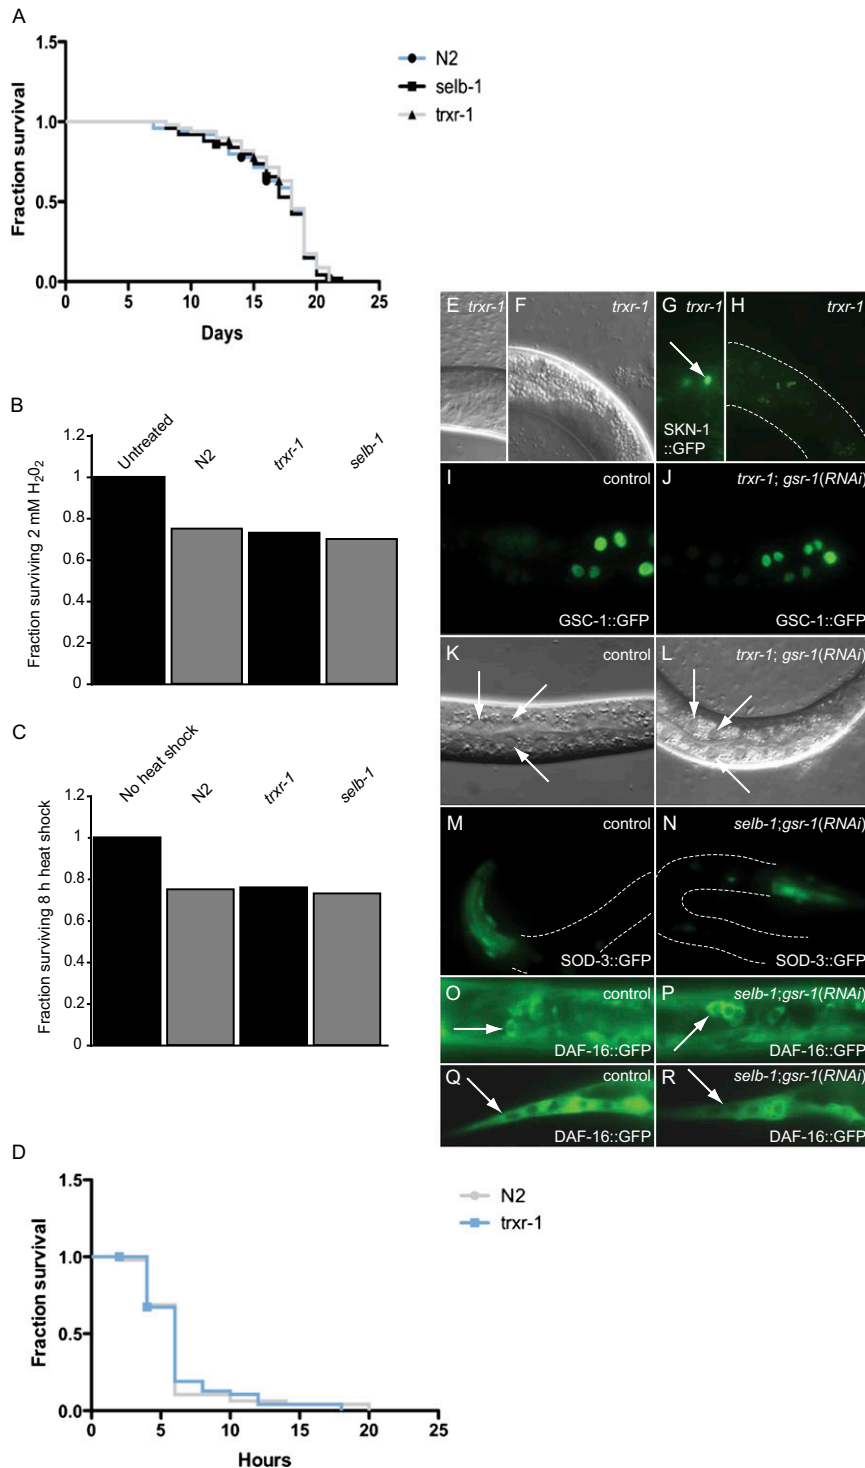 A
1.5
1.0
0.5
0.0
Fraction survival
0 5 10 15 20 25
Days
N2
selb-1
trxr-1
B
1.2
1
0.8
0.6
0.4
0.2
0
Fraction surviving 2 mM H₂0₂
Untreated
N2
trxr-1
selb-1
C
1.2
1
0.8
0.6
0.4
0.2
0
Fraction surviving 8 h heat shock
No heat shock
N2
trxr-1
selb-1
D
1.5
1.0
0.5
0.0
Fraction survival
0 5 10 15 20 25
Hours
N2
trxr-1
E trxr-1
F trxr-1
G trxr-1
SKN-1
::GFP
H trxr-1
I control
GSC-1::GFP
J trxr-1; gsr-1(RNAi)
GSC-1::GFP
K control
L trxr-1; gsr-1(RNAi)
M control
SOD-3::GFP
N selb-1;gsr-1(RNAi)
SOD-3::GFP
O control
DAF-16::GFP
P selb-1;gsr-1(RNAi)
DAF-16::GFP
Q control
DAF-16::GFP
R selb-1;gsr-1(RNAi)
DAF-16::GFP